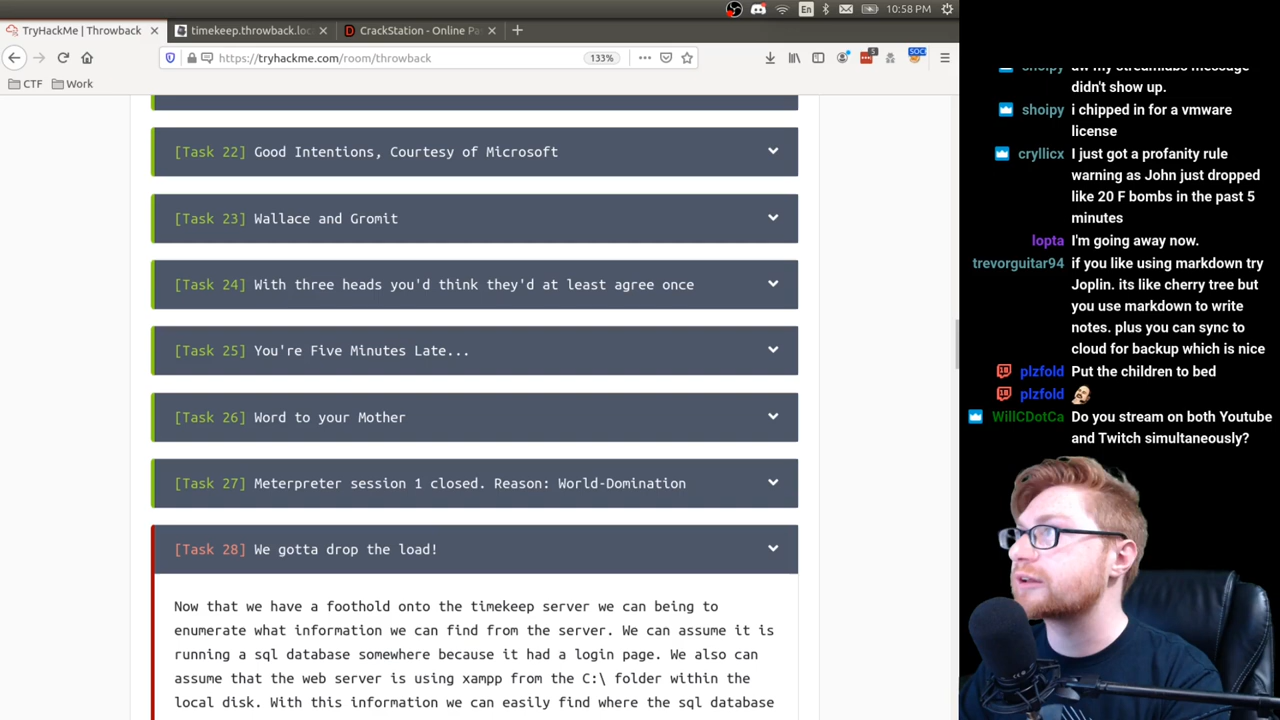 En
10:58 PM
TryHackMe | Throwback
timekeep.throwback.loc
CrackStation - Online Pa
https://tryhackme.com/room/throwback
133%
5
SOC
CTF
Work
[Task 22] Good Intentions, Courtesy of Microsoft
[Task 23] Wallace and Gromit
[Task 24] With three heads you'd think they'd at least agree once
[Task 25] You're Five Minutes Late...
[Task 26] Word to your Mother
[Task 27] Meterpreter session 1 closed. Reason: World-Domination
[Task 28] We gotta drop the load!
Now that we have a foothold onto the timekeep server we can being to
enumerate what information we can find from the server. We can assume it is
running a sql database somewhere because it had a login page. We also can
assume that the web server is using xampp from the C:\ folder within the
local disk. With this information we can easily find where the sql database
shoipy aw my streamlabs message
didn't show up.
shoipy i chipped in for a vmware
license
cryllicx I just got a profanity rule
warning as John just dropped
like 20 F bombs in the past 5
minutes
lopta I'm going away now.
trevorguitar94 if you like using markdown try
Joplin. its like cherry tree but
you use markdown to write
notes. plus you can sync to
cloud for backup which is nice
plzfold Put the children to bed
plzfold
WillCDotCa Do you stream on both Youtube
and Twitch simultaneously?